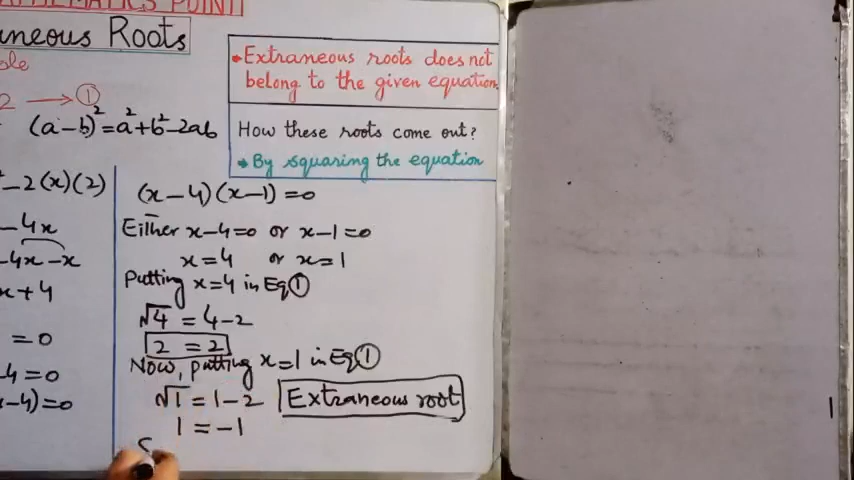 MATHEMATICS POINT
aneous Roots
ple
2 → ①
(a-b)²=a²+b²-2ab
• Extraneous roots does not
belong to the given equation.
How these roots come out?
• By squaring the equation
-2(x)(2)
-4x
-4x-x
x+4
=0
-4=0
x-4)=0
(x-4)(x-1)=0
Either x-4=0 or x-1=0
x=4 or x=1
Putting x=4 in Eq①
√4 = 4-2
2 = 2
Now, putting x=1 in Eq①
√1 = 1-2
Extraneous root
1 = -1
S